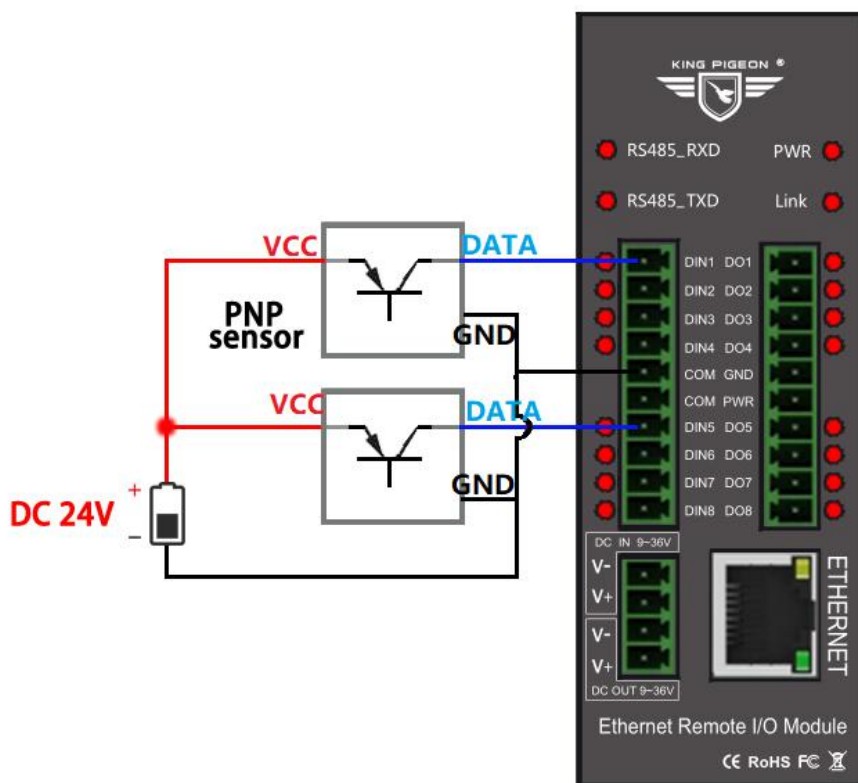 KING PIGEON ®
RS485_RXD PWR
RS485_TXD Link
VCC DATA
DIN1 DO1
DIN2 DO2
PNP
sensor
GND
DIN3 DO3
DIN4 DO4
COM GND
VCC DATA
COM PWR
DIN5 DO5
DIN6 DO6
GND
DIN7 DO7
DIN8 DO8
+
DC 24V
−
DC IN 9~36V
V-
V+
V-
V+
DC OUT 9~36V
ETHERNET
Ethernet Remote I/O Module
CE RoHS FC